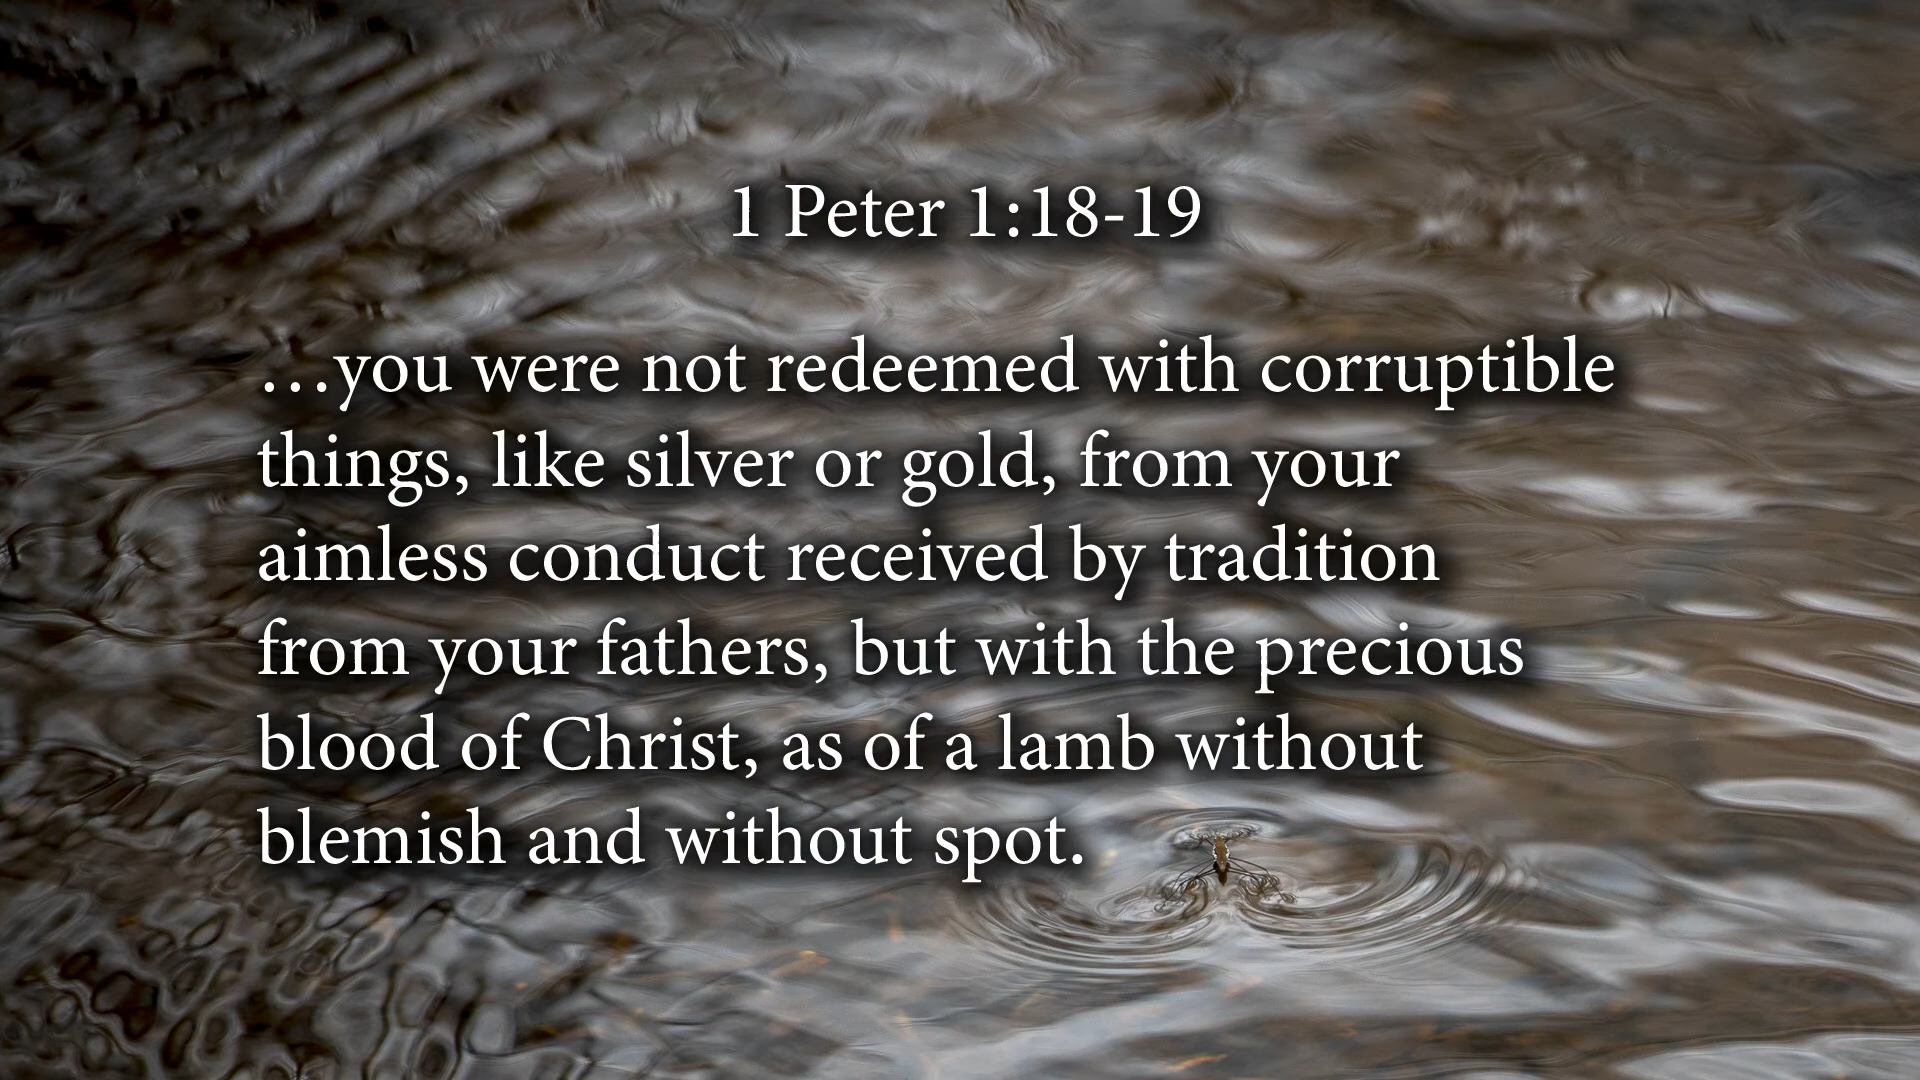 1 Peter 1:18-19
…you were not redeemed with corruptible
things, like silver or gold, from your
aimless conduct received by tradition
from your fathers, but with the precious
blood of Christ, as of a lamb without
blemish and without spot.